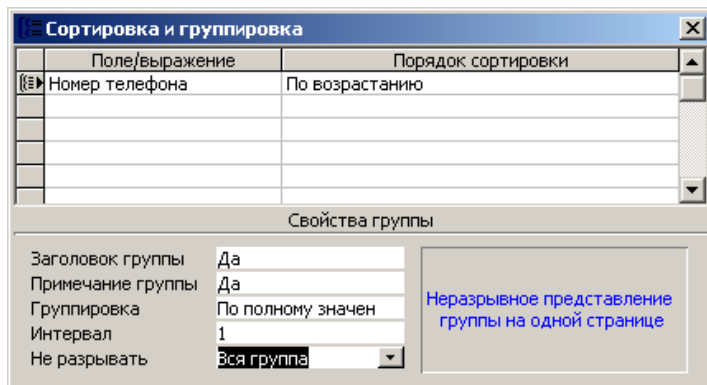 Сортировка и группировка
Поле/выражение Порядок сортировки
Номер телефона По возрастанию
Свойства группы
Заголовок группы Да
Примечание группы Да
Группировка По полному значен
Интервал 1
Не разрывать Вся группа
Неразрывное представление
группы на одной странице